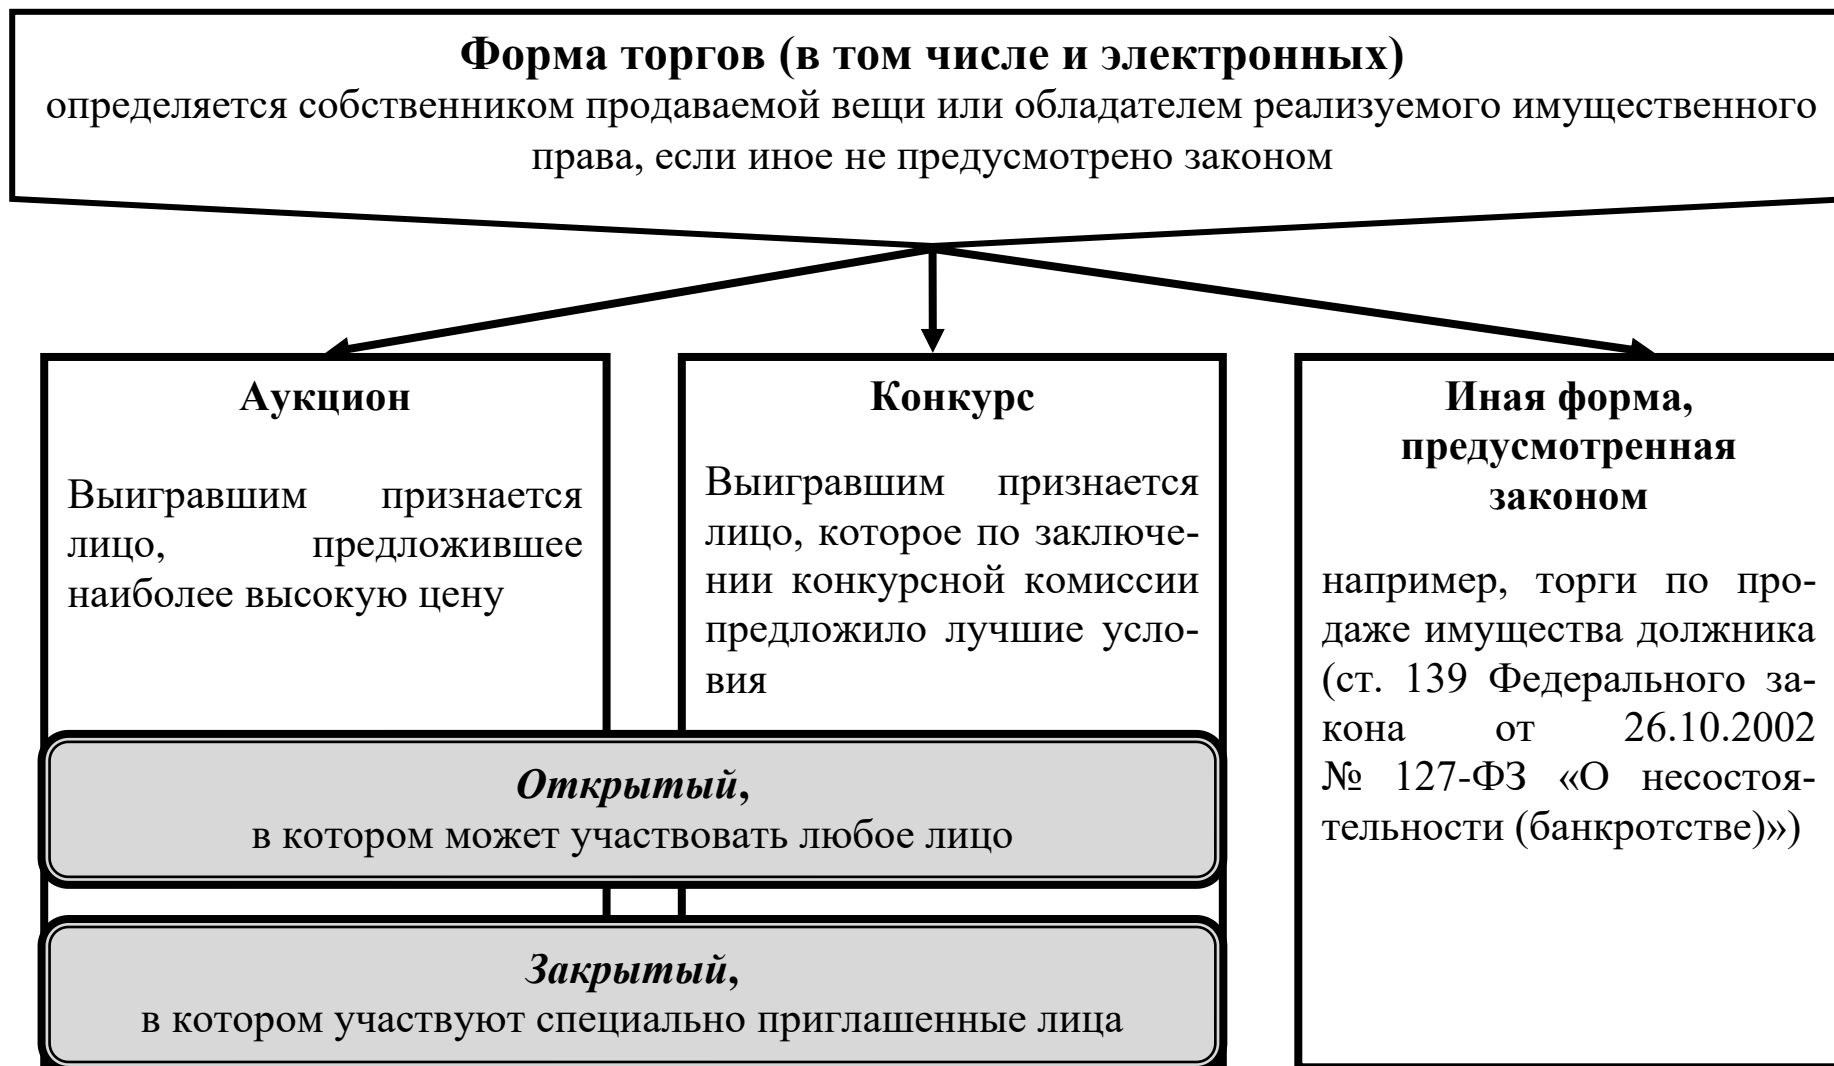 Форма торгов (в том числе и электронных)
определяется собственником продаваемой вещи или обладателем реализуемого имущественного
права, если иное не предусмотрено законом
Аукцион
Выигравшим признается
лицо, предложившее
наиболее высокую цену
Конкурс
Выигравшим признается
лицо, которое по заключе-
нии конкурсной комиссии
предложило лучшие усло-
вия
Иная форма,
предусмотренная
законом
например, торги по про-
даже имущества должника
(ст. 139 Федерального за-
кона от 26.10.2002
№ 127-ФЗ «О несостоя-
тельности (банкротстве)»)
Открытый,
в котором может участвовать любое лицо
Закрытый,
в котором участвуют специально приглашенные лица